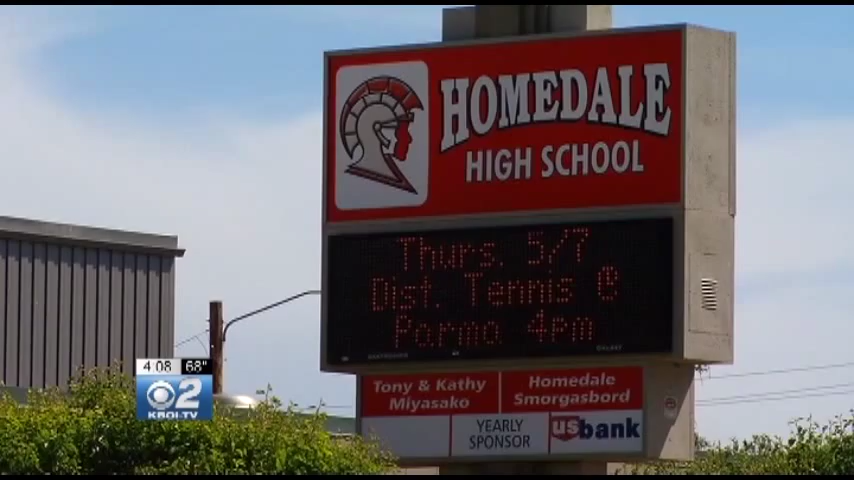 HOMEDALE
HIGH SCHOOL
Thurs. 5/7
Dist. Tennis @
Parma 4pm
Tony & Kathy
Miyasako
Homedale
Smorgasbord
YEARLY
SPONSOR
usbank
4:08 68°
2
KBOI-TV